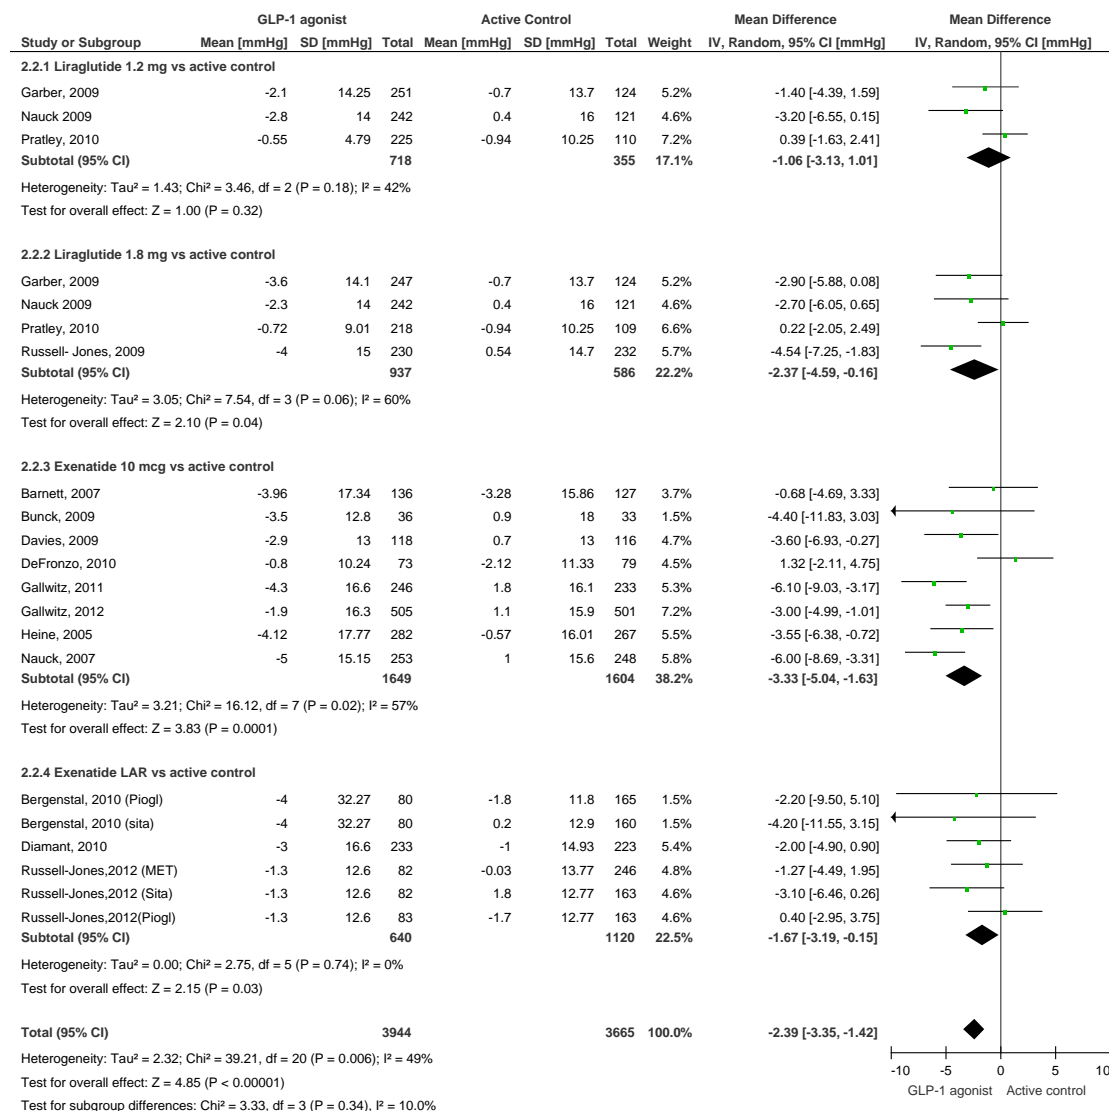 GLP-1 agonist Active Control Mean Difference Mean Difference
Study or Subgroup Mean [mmHg] SD [mmHg] Total Mean [mmHg] SD [mmHg] Total Weight IV, Random, 95% CI [mmHg] IV, Random, 95% CI [mmHg]
2.2.1 Liraglutide 1.2 mg vs active control
Garber, 2009 -2.1 14.25 251 -0.7 13.7 124 5.2% -1.40 [-4.39, 1.59]
Nauck 2009 -2.8 14 242 0.4 16 121 4.6% -3.20 [-6.55, 0.15]
Pratley, 2010 -0.55 4.79 225 -0.94 10.25 110 7.2% 0.39 [-1.63, 2.41]
Subtotal (95% CI) 718 355 17.1% -1.06 [-3.13, 1.01]
Heterogeneity: Tau² = 1.43; Chi² = 3.46, df = 2 (P = 0.18); I² = 42%
Test for overall effect: Z = 1.00 (P = 0.32)
2.2.2 Liraglutide 1.8 mg vs active control
Garber, 2009 -3.6 14.1 247 -0.7 13.7 124 5.2% -2.90 [-5.88, 0.08]
Nauck 2009 -2.3 14 242 0.4 16 121 4.6% -2.70 [-6.05, 0.65]
Pratley, 2010 -0.72 9.01 218 -0.94 10.25 109 6.6% 0.22 [-2.05, 2.49]
Russell- Jones, 2009 -4 15 230 0.54 14.7 232 5.7% -4.54 [-7.25, -1.83]
Subtotal (95% CI) 937 586 22.2% -2.37 [-4.59, -0.16]
Heterogeneity: Tau² = 3.05; Chi² = 7.54, df = 3 (P = 0.06); I² = 60%
Test for overall effect: Z = 2.10 (P = 0.04)
2.2.3 Exenatide 10 mcg vs active control
Barnett, 2007 -3.96 17.34 136 -3.28 15.86 127 3.7% -0.68 [-4.69, 3.33]
Bunck, 2009 -3.5 12.8 36 0.9 18 33 1.5% -4.40 [-11.83, 3.03]
Davies, 2009 -2.9 13 118 0.7 13 116 4.7% -3.60 [-6.93, -0.27]
DeFronzo, 2010 -0.8 10.24 73 -2.12 11.33 79 4.5% 1.32 [-2.11, 4.75]
Gallwitz, 2011 -4.3 16.6 246 1.8 16.1 233 5.3% -6.10 [-9.03, -3.17]
Gallwitz, 2012 -1.9 16.3 505 1.1 15.9 501 7.2% -3.00 [-4.99, -1.01]
Heine, 2005 -4.12 17.77 282 -0.57 16.01 267 5.5% -3.55 [-6.38, -0.72]
Nauck, 2007 -5 15.15 253 1 15.6 248 5.8% -6.00 [-8.69, -3.31]
Subtotal (95% CI) 1649 1604 38.2% -3.33 [-5.04, -1.63]
Heterogeneity: Tau² = 3.21; Chi² = 16.12, df = 7 (P = 0.02); I² = 57%
Test for overall effect: Z = 3.83 (P = 0.0001)
2.2.4 Exenatide LAR vs active control
Bergenstal, 2010 (Piogl) -4 32.27 80 -1.8 11.8 165 1.5% -2.20 [-9.50, 5.10]
Bergenstal, 2010 (sita) -4 32.27 80 0.2 12.9 160 1.5% -4.20 [-11.55, 3.15]
Diamant, 2010 -3 16.6 233 -1 14.93 223 5.4% -2.00 [-4.90, 0.90]
Russell-Jones,2012 (MET) -1.3 12.6 82 -0.03 13.77 246 4.8% -1.27 [-4.49, 1.95]
Russell-Jones,2012 (Sita) -1.3 12.6 82 1.8 12.77 163 4.6% -3.10 [-6.46, 0.26]
Russell-Jones,2012(Piogl) -1.3 12.6 83 -1.7 12.77 163 4.6% 0.40 [-2.95, 3.75]
Subtotal (95% CI) 640 1120 22.5% -1.67 [-3.19, -0.15]
Heterogeneity: Tau² = 0.00; Chi² = 2.75, df = 5 (P = 0.74); I² = 0%
Test for overall effect: Z = 2.15 (P = 0.03)
Total (95% CI) 3944 3665 100.0% -2.39 [-3.35, -1.42]
Heterogeneity: Tau² = 2.32; Chi² = 39.21, df = 20 (P = 0.006); I² = 49%
Test for overall effect: Z = 4.85 (P < 0.00001)
Test for subgroup differences: Chi² = 3.33, df = 3 (P = 0.34), I² = 10.0%
-10 -5 0 5 10
GLP-1 agonist Active control